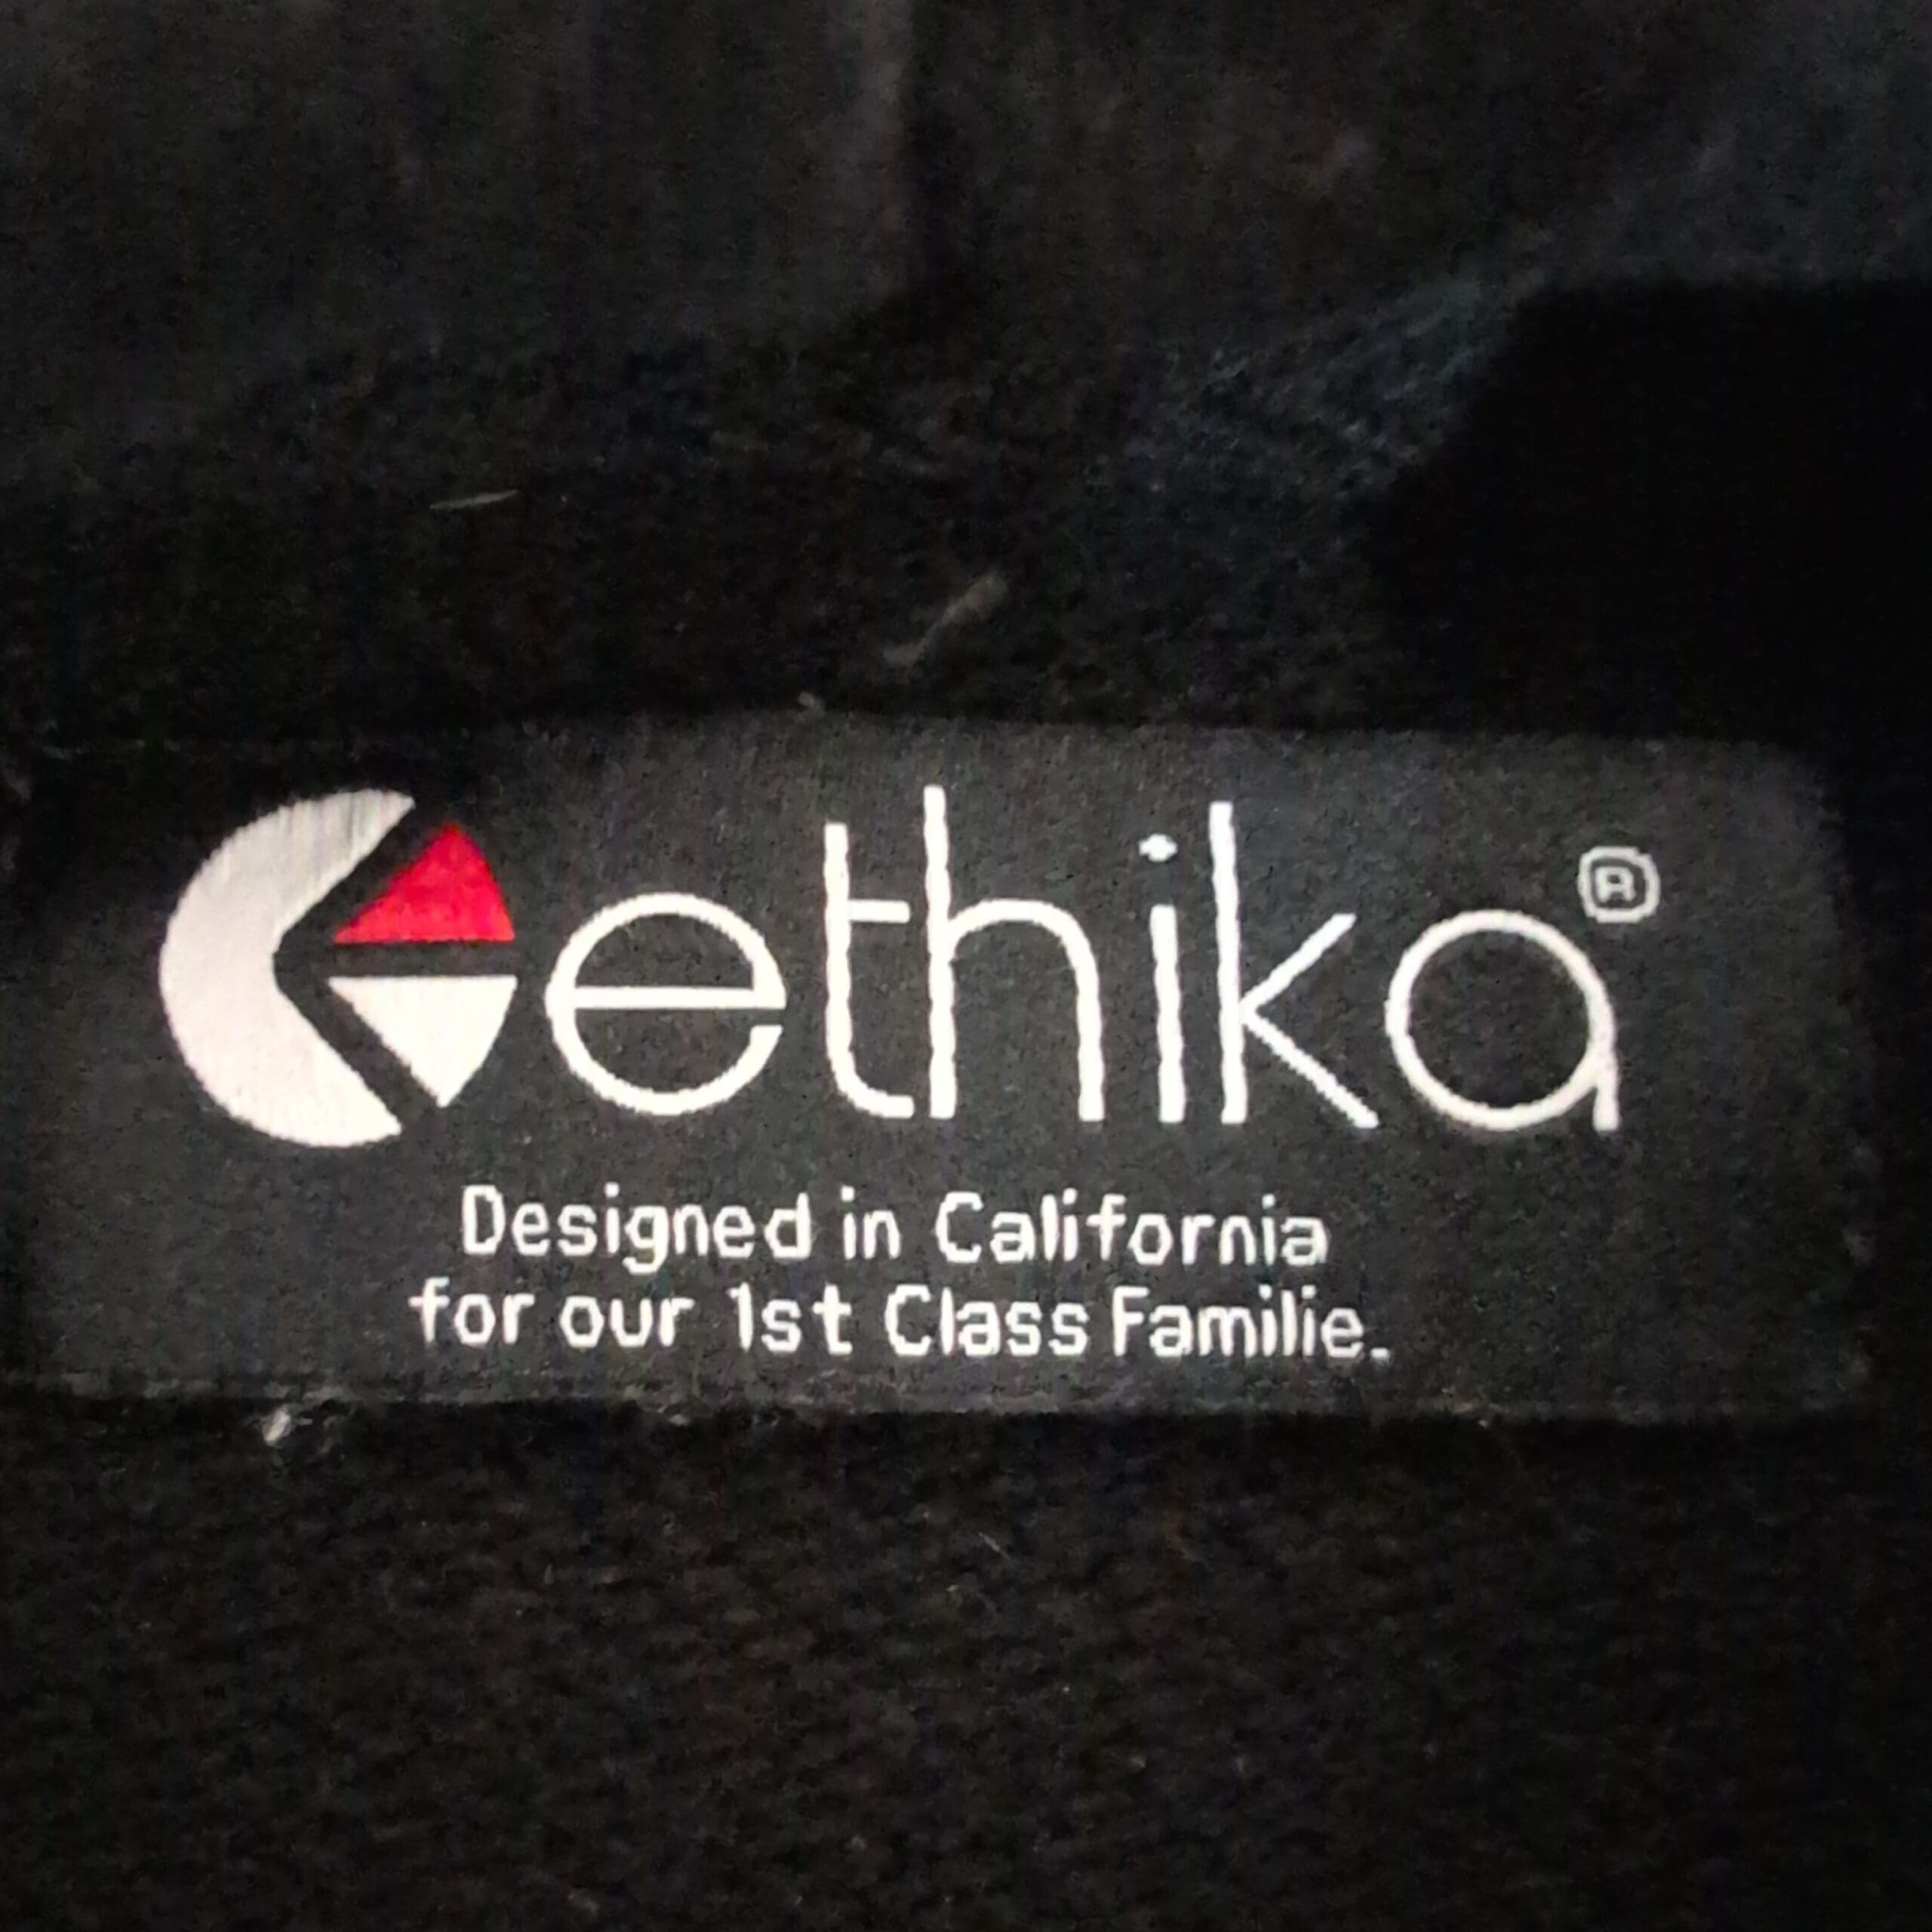 ethika®
Designed in California
for our 1st Class Familie.